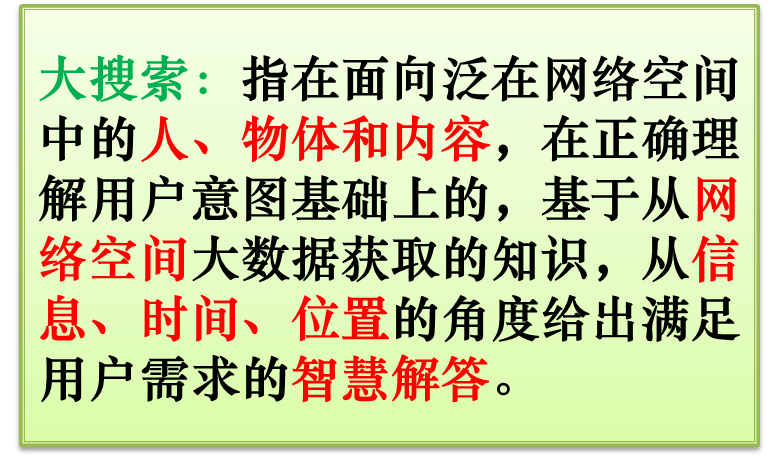 大搜索：指在面向泛在网络空间
中的人、物体和内容，在正确理
解用户意图基础上的，基于从网
络空间大数据获取的知识，从信
息、时间、位置的角度给出满足
用户需求的智慧解答。